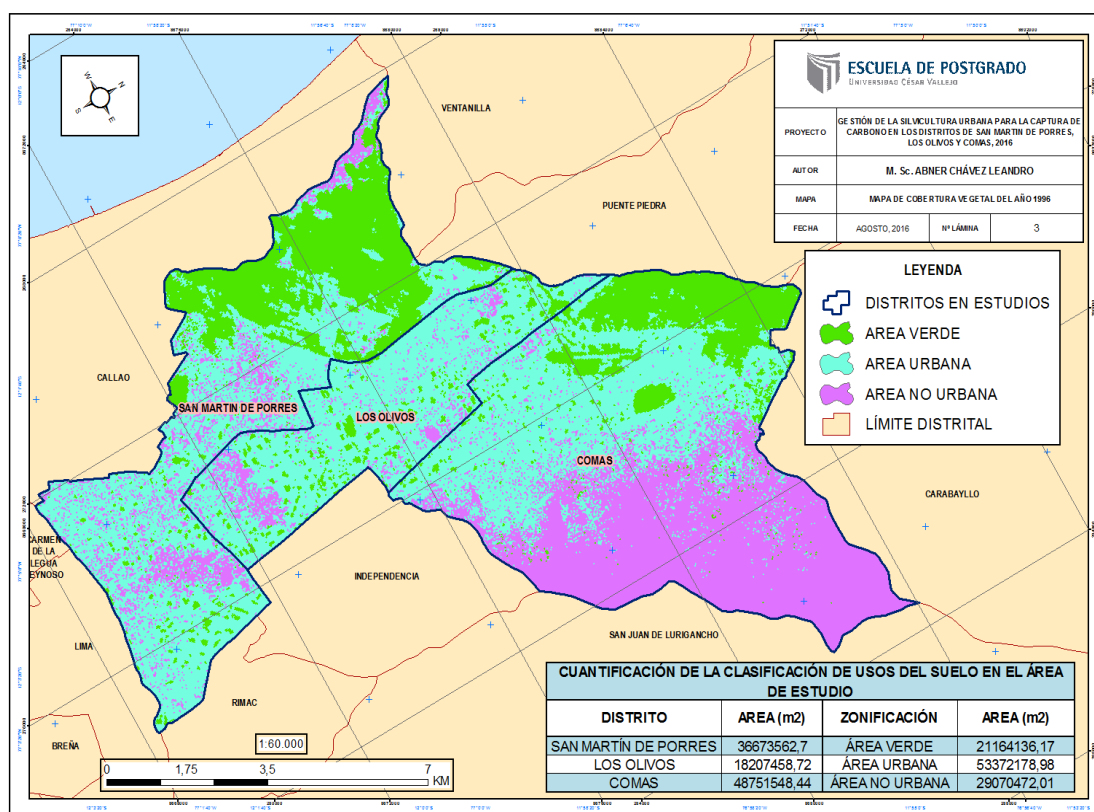 ESCUELA DE POSTGRADO
UNIVERSIDAD CÉSAR VALLEJO
PROYECTO
GESTIÓN DE LA SILVICULTURA URBANA PARA LA CAPTURA DE
CARBONO EN LOS DISTRITOS DE SAN MARTIN DE PORRES,
LOS OLIVOS Y COMAS, 2016
AUTOR
M. Sc. ABNER CHÁVEZ LEANDRO
MAPA
MAPA DE COBERTURA VEGETAL DEL AÑO 1996
FECHA
AGOSTO, 2016
Nº LÁMINA
3
LEYENDA
DISTRITOS EN ESTUDIOS
AREA VERDE
AREA URBANA
AREA NO URBANA
LÍMITE DISTRITAL
W
N
S
E
VENTANILLA
PUENTE PIEDRA
CALLAO
SAN MARTIN DE PORRES
LOS OLIVOS
COMAS
CARABAYLLO
CARMEN
DE LA
LEGUA
EYNOSO
INDEPENDENCIA
SAN JUAN DE LURIGANCHO
LIMA
RIMAC
BREÑA
1:60.000
0
1,75
3,5
7
KM
CUANTIFICACIÓN DE LA CLASIFICACIÓN DE USOS DEL SUELO EN EL ÁREA
DE ESTUDIO
DISTRITO AREA (m2) ZONIFICACIÓN AREA (m2)
SAN MARTÍN DE PORRES 36673562,7 ÁREA VERDE 21164136,17
LOS OLIVOS 18207458,72 ÁREA URBANA 53372178,98
COMAS 48751548,44 ÁREA NO URBANA 29070472,01